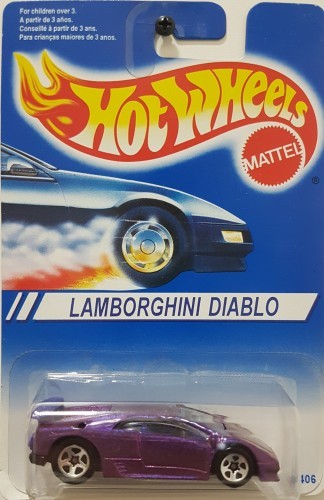 For children over 3.
A partir de 3 años.
Conseillé à partir de 3 ans.
Para crianças maiores de 3 anos.
HOT WHEELS
MATTEL
®
LAMBORGHINI DIABLO
406